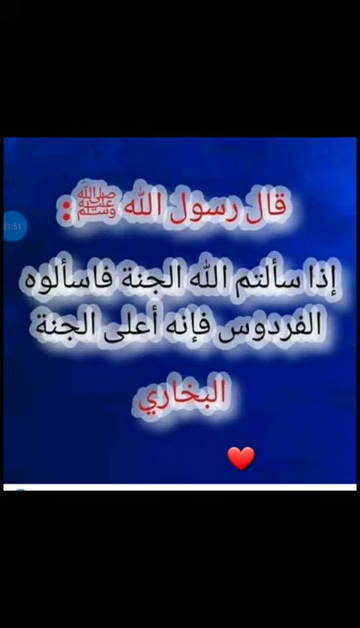 قال رسول الله ﷺ :
إذا سألتم الله الجنة فاسألوه
الفردوس فإنه أعلى الجنة
البخاري